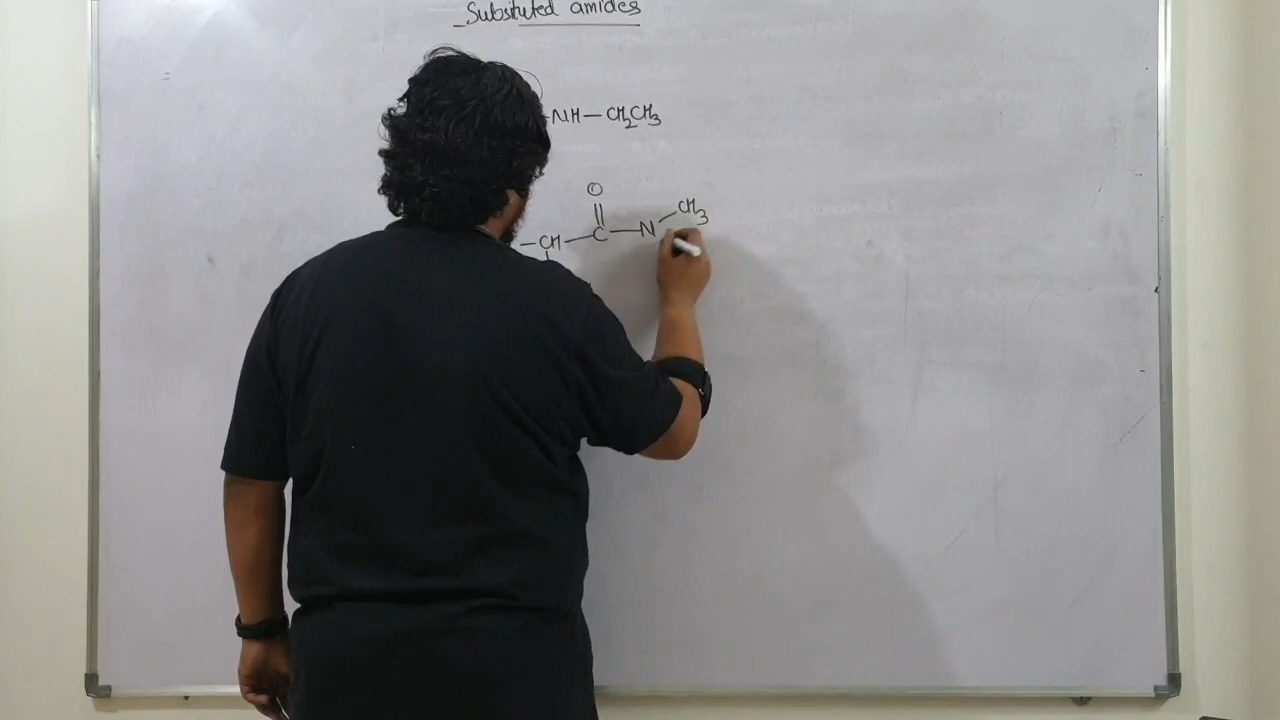 Substituted amides
-NH-CH2CH3
O
CH3
-CH-C-N